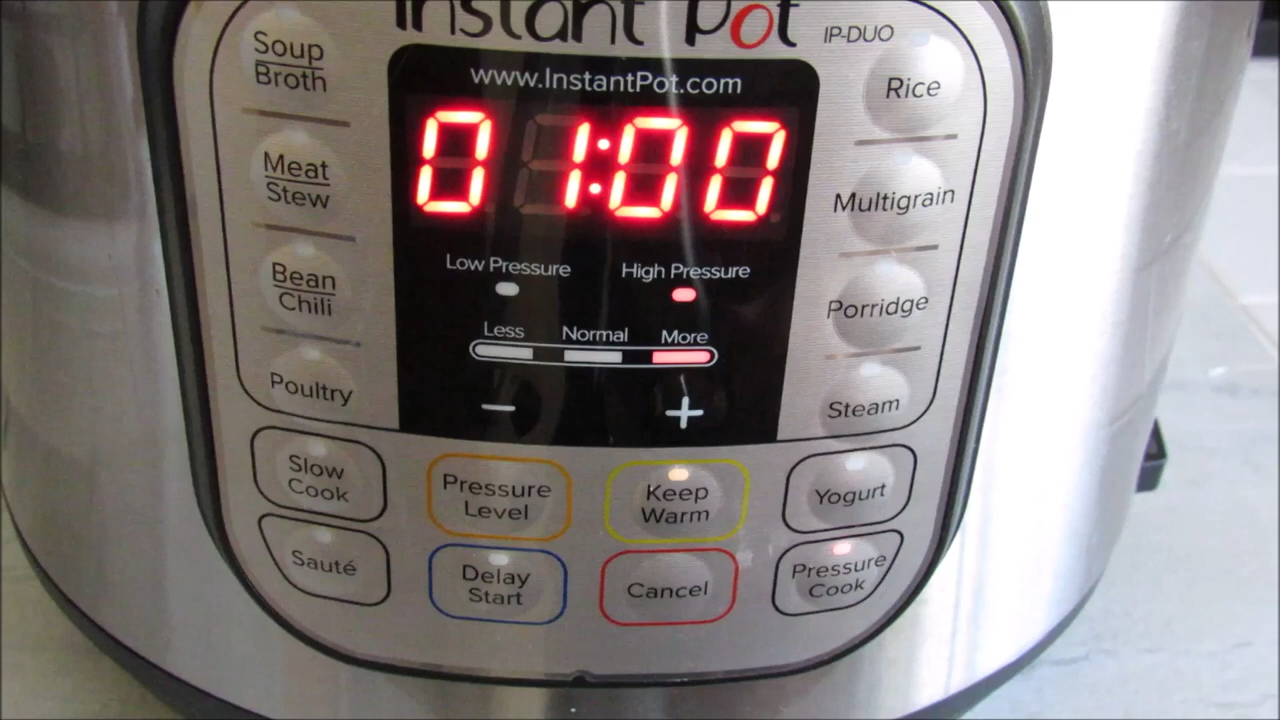 Instant Pot
IP-DUO
www.InstantPot.com
01:00
Low Pressure
High Pressure
Less
Normal
More
−
+
Soup
Broth
Meat
Stew
Bean
Chili
Poultry
Rice
Multigrain
Porridge
Steam
Slow
Cook
Pressure
Level
Keep
Warm
Yogurt
Sauté
Delay
Start
Cancel
Pressure
Cook